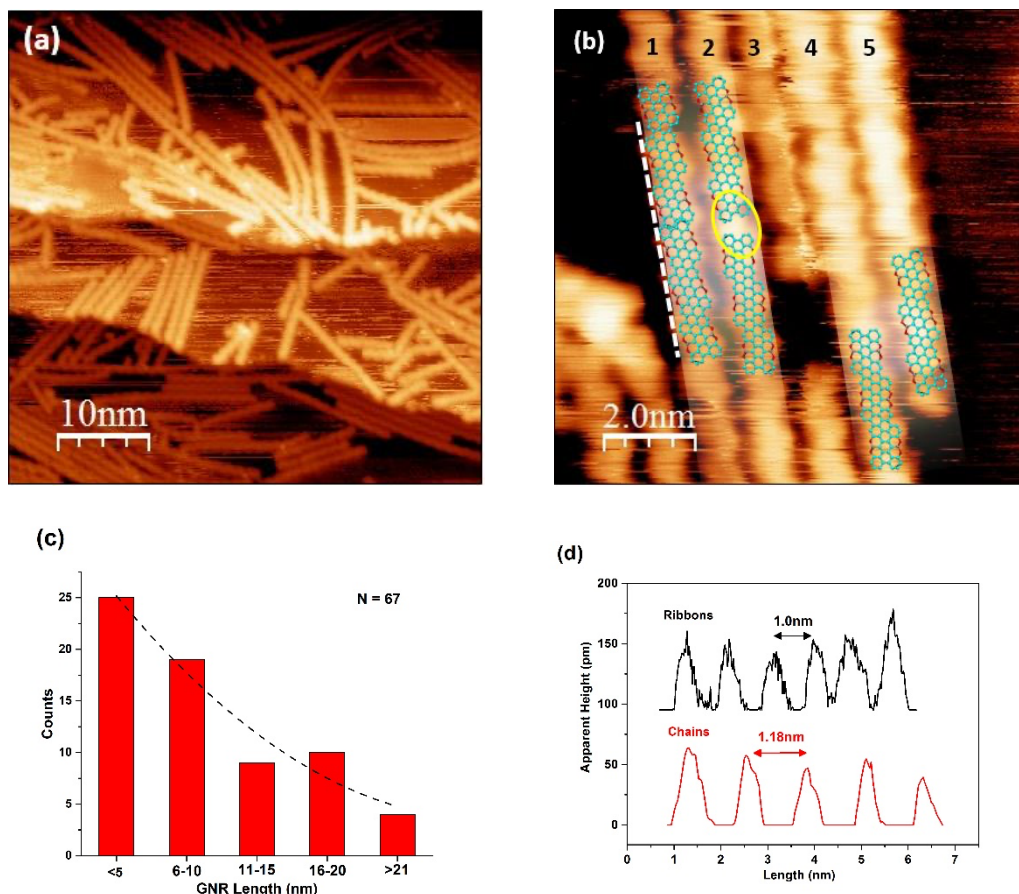 (a)
10nm
(b)
1 2 3 4 5
2.0nm
(c)
N = 67
25
20
15
10
5
0
Counts
<5 6-10 11-15 16-20 >21
GNR Length (nm)
(d)
200
150
100
50
0
Apparent Height (pm)
Ribbons
1.0nm
Chains
1.18nm
0 1 2 3 4 5 6 7
Length (nm)